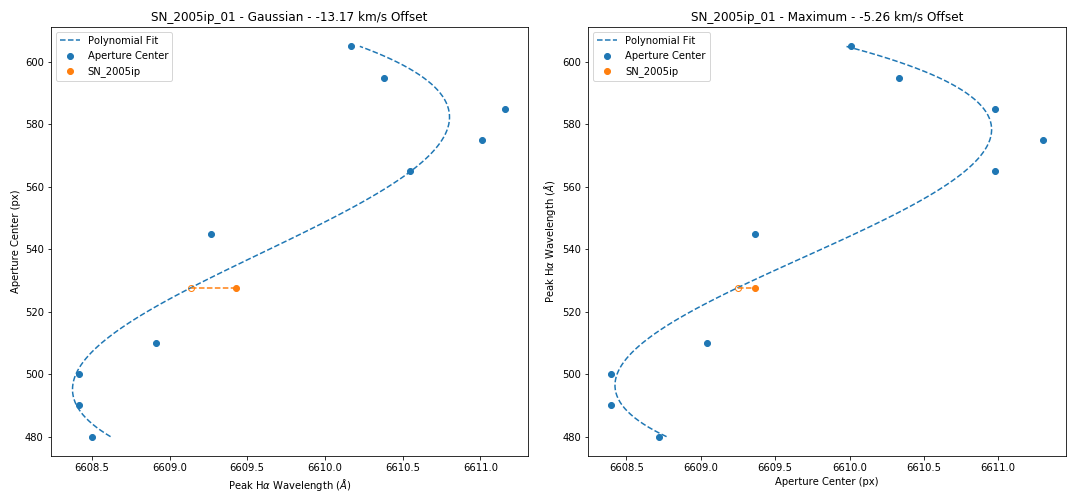 SN_2005ip_01 - Gaussian - -13.17 km/s Offset
Polynomial Fit
Aperture Center
SN_2005ip
Aperture Center (px)
600
580
560
540
520
500
480
6608.5 6609.0 6609.5 6610.0 6610.5 6611.0
Peak Hα Wavelength (Å)
SN_2005ip_01 - Maximum - -5.26 km/s Offset
Polynomial Fit
Aperture Center
SN_2005ip
Peak Hα Wavelength (Å)
600
580
560
540
520
500
480
6608.5 6609.0 6609.5 6610.0 6610.5 6611.0
Aperture Center (px)